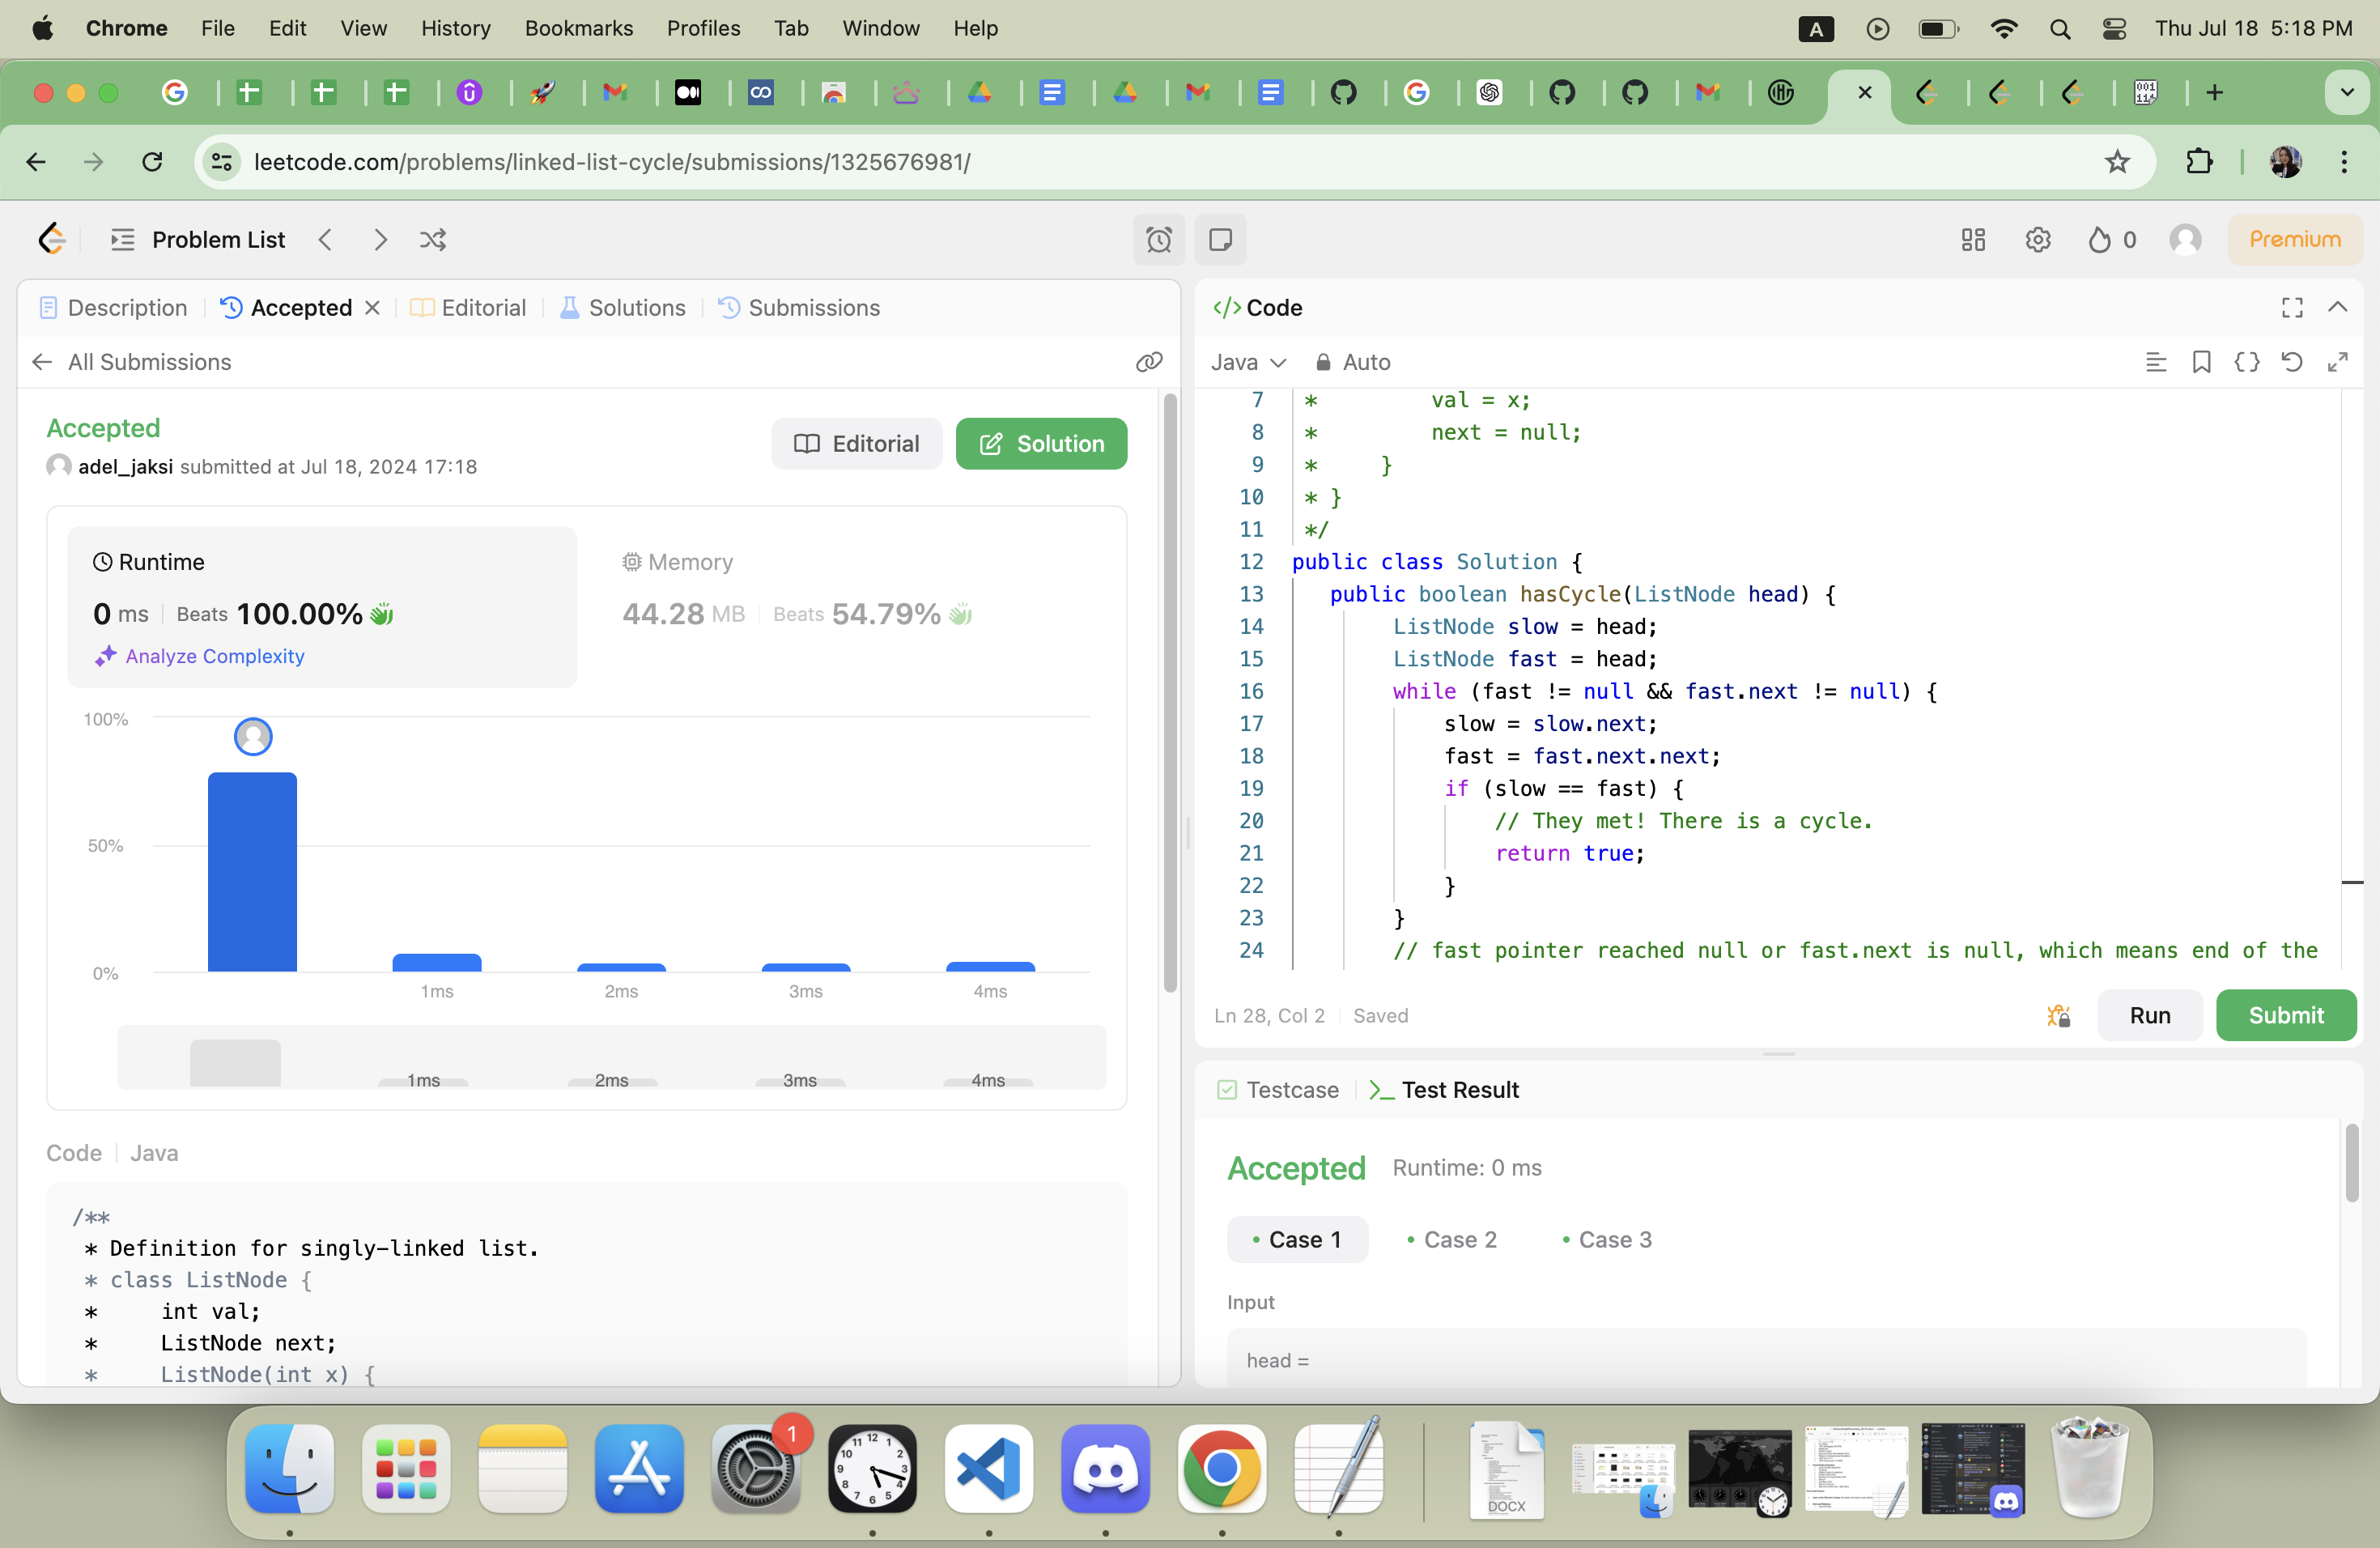 Chrome File Edit View History Bookmarks Profiles Tab Window Help A Thu Jul 18 5:18 PM
leetcode.com/problems/linked-list-cycle/submissions/1325676981/
Problem List 0 Premium
Description Accepted Editorial Solutions Submissions
All Submissions
Accepted
adel_jaksi submitted at Jul 18, 2024 17:18
Editorial Solution
Runtime
0 ms Beats 100.00%
Analyze Complexity
Memory
44.28 MB Beats 54.79%
100%
50%
0%
1ms 2ms 3ms 4ms
1ms 2ms 3ms 4ms
Code Java
/**
* Definition for singly-linked list.
* class ListNode {
*     int val;
*     ListNode next;
*     ListNode(int x) {
</> Code
Java Auto
7 *         val = x;
8 *         next = null;
9 *     }
10 * }
11 */
12 public class Solution {
13    public boolean hasCycle(ListNode head) {
14         ListNode slow = head;
15         ListNode fast = head;
16         while (fast != null && fast.next != null) {
17             slow = slow.next;
18             fast = fast.next.next;
19             if (slow == fast) {
20                 // They met! There is a cycle.
21                 return true;
22             }
23         }
24         // fast pointer reached null or fast.next is null, which means end of the
Ln 28, Col 2 Saved
Run Submit
Testcase >_ Test Result
Accepted Runtime: 0 ms
Case 1 Case 2 Case 3
Input
head =
1
DOCX